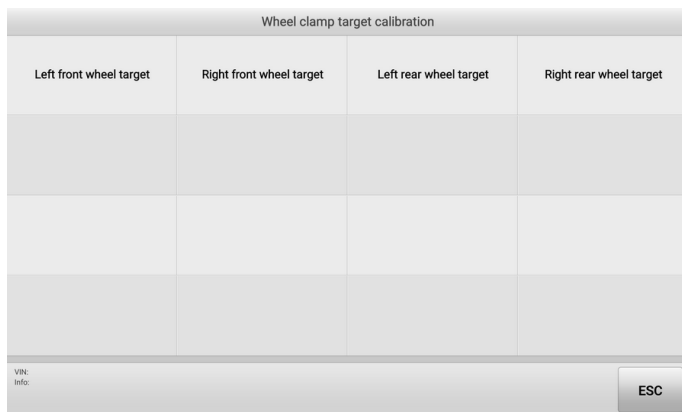 Wheel clamp target calibration
Left front wheel target
Right front wheel target
Left rear wheel target
Right rear wheel target
VIN:
Info:
ESC